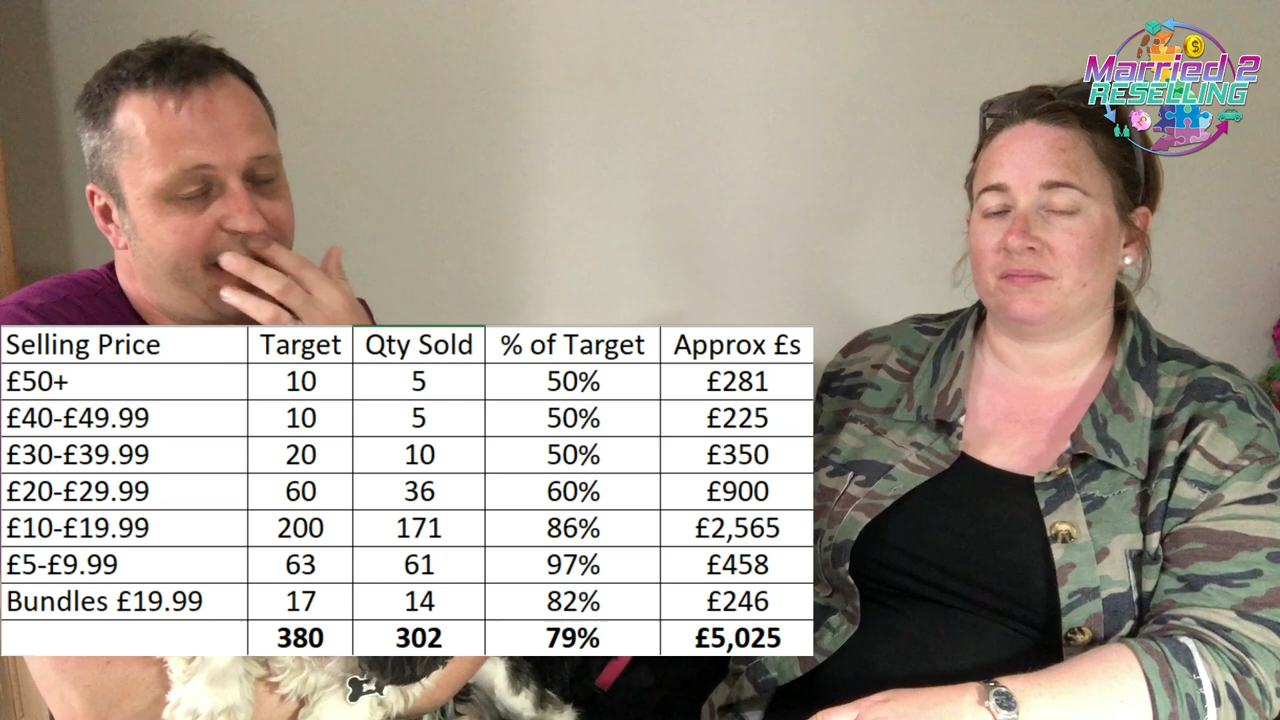 Married 2
RESELLING
Selling Price Target Qty Sold % of Target Approx £s
£50+ 10 5 50% £281
£40-£49.99 10 5 50% £225
£30-£39.99 20 10 50% £350
£20-£29.99 60 36 60% £900
£10-£19.99 200 171 86% £2,565
£5-£9.99 63 61 97% £458
Bundles £19.99 17 14 82% £246
380 302 79% £5,025